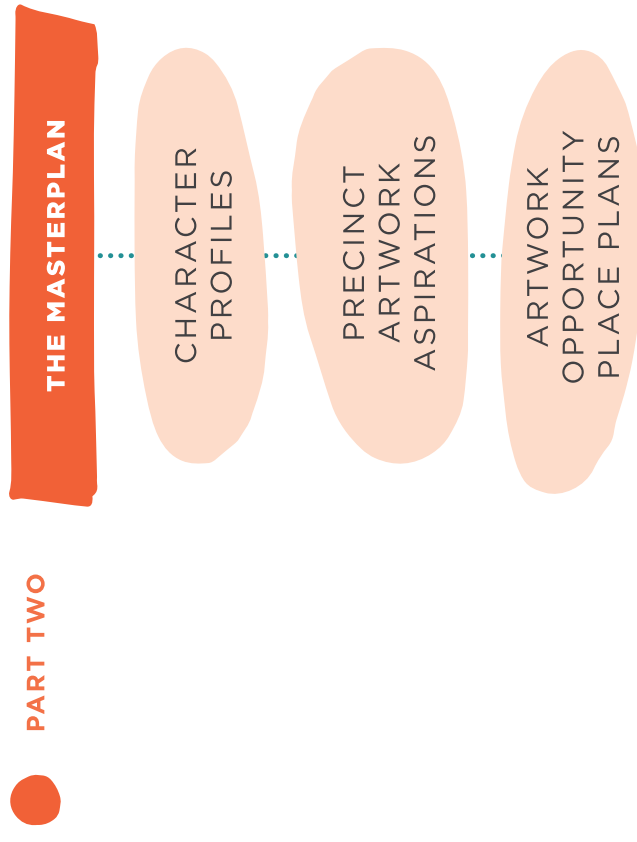 PART TWO
THE MASTERPLAN
CHARACTER
PROFILES
PRECINCT
ARTWORK
ASPIRATIONS
ARTWORK
OPPORTUNITY
PLACE PLANS